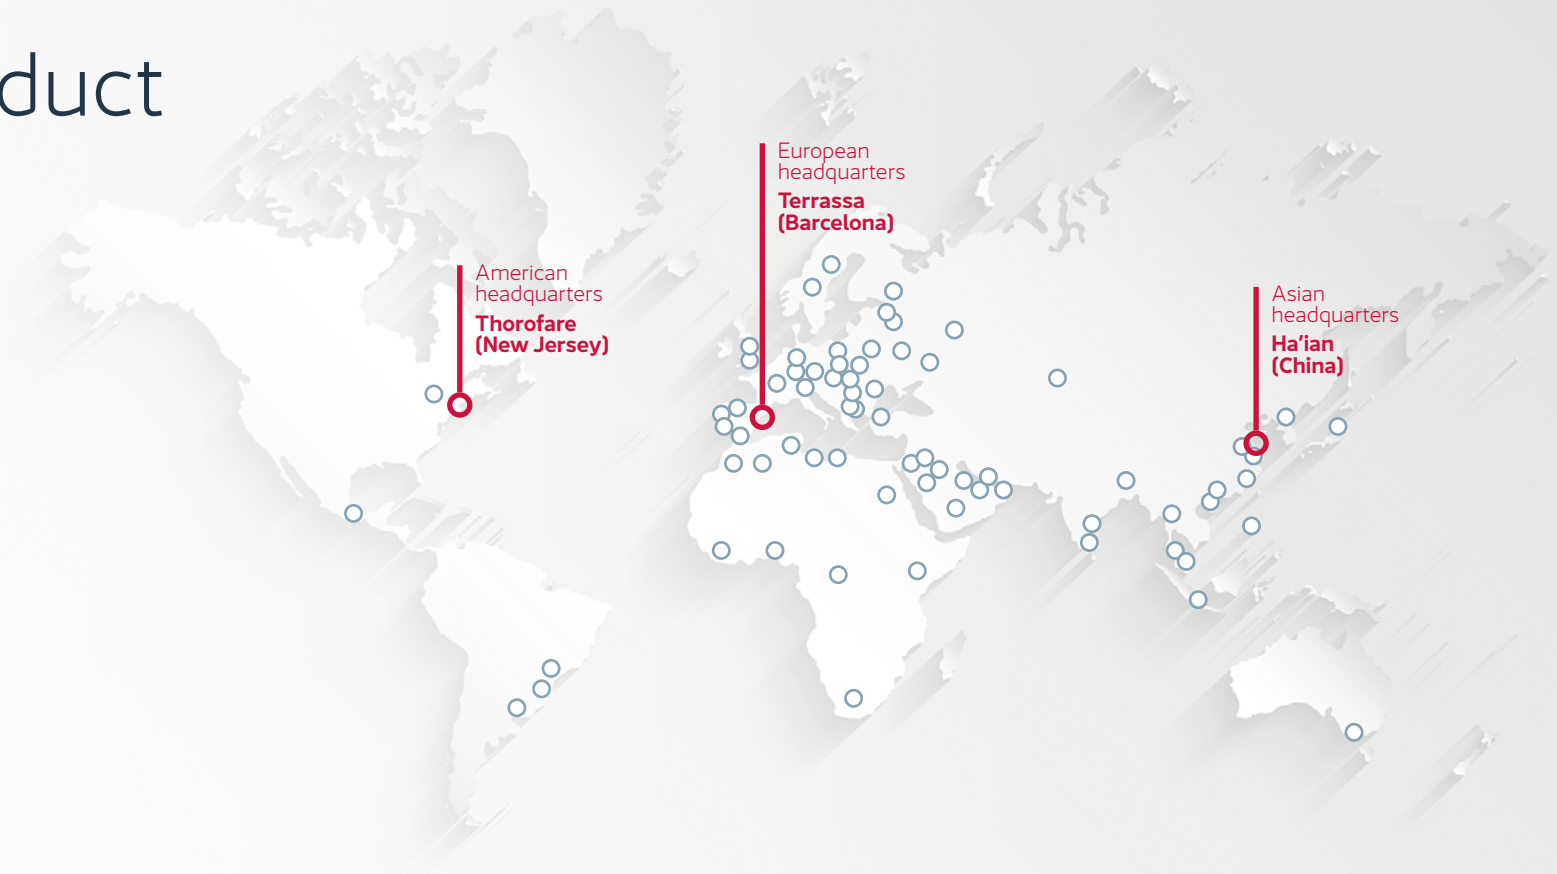 duct
European
headquarters
Terrassa
(Barcelona)
American
headquarters
Thorofare
(New Jersey)
Asian
headquarters
Ha’ian
(China)